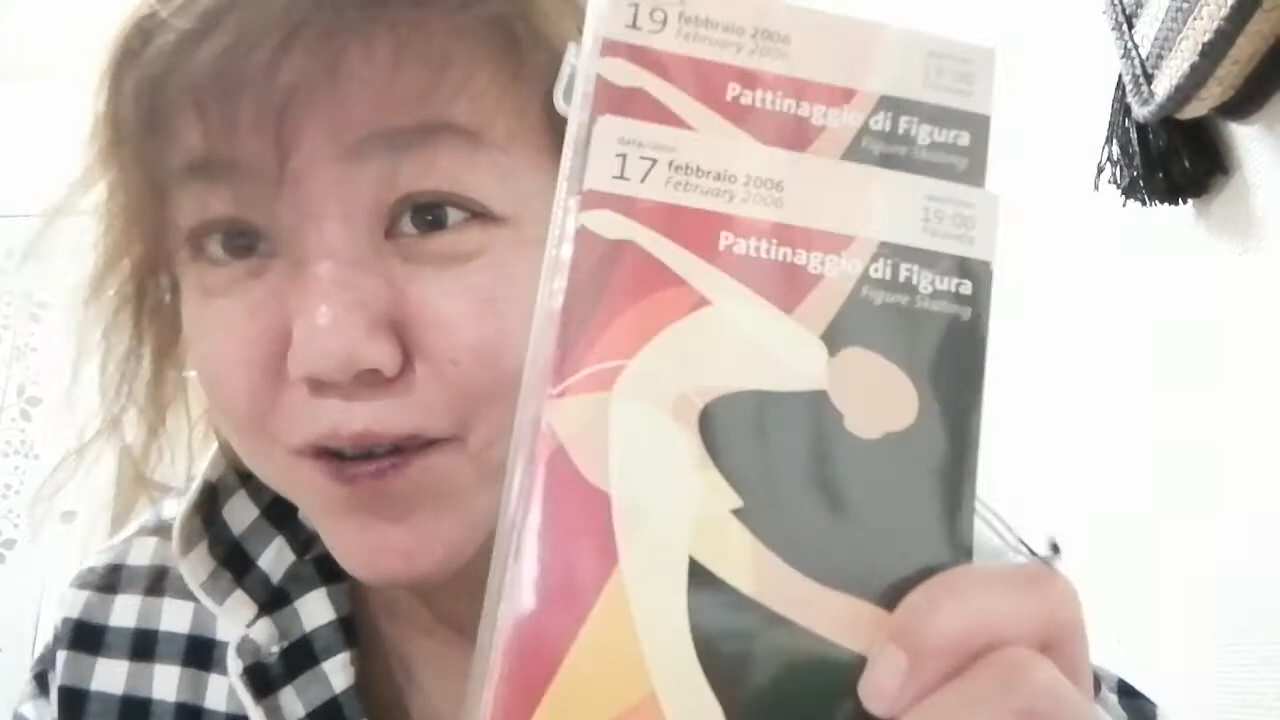 19 febbraio 2006
February 2006
Pattinaggio di Figura
Figure Skating
17 febbraio 2006
February 2006
19:00
Pattinaggio di Figura
Figure Skating